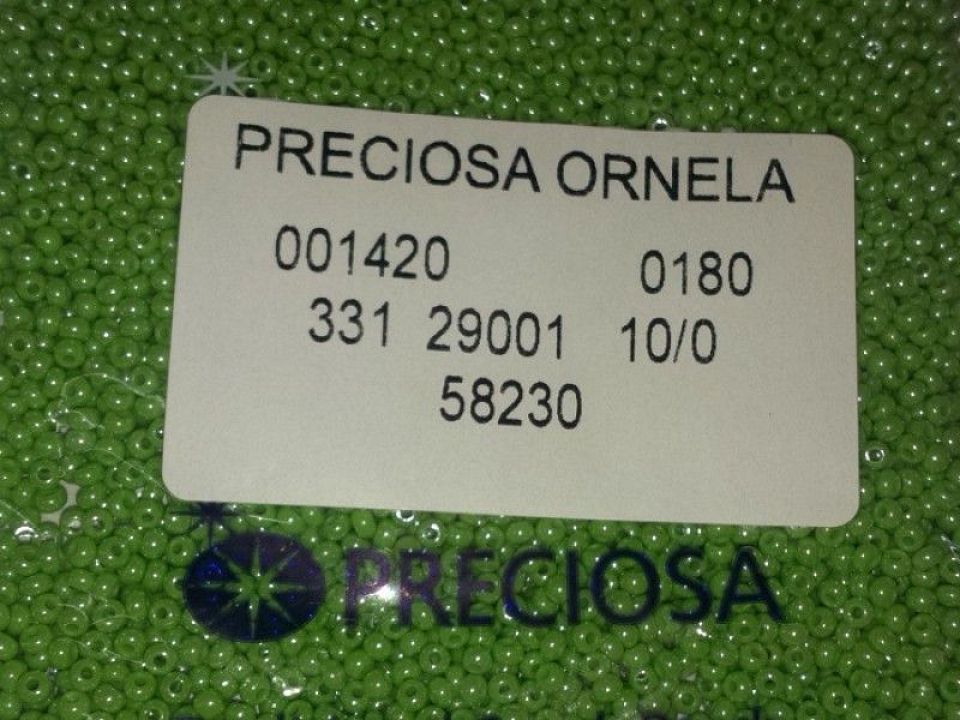 PRECIOSA ORNELA
001420 0180
331 29001 10/0
58230
PRECIOSA